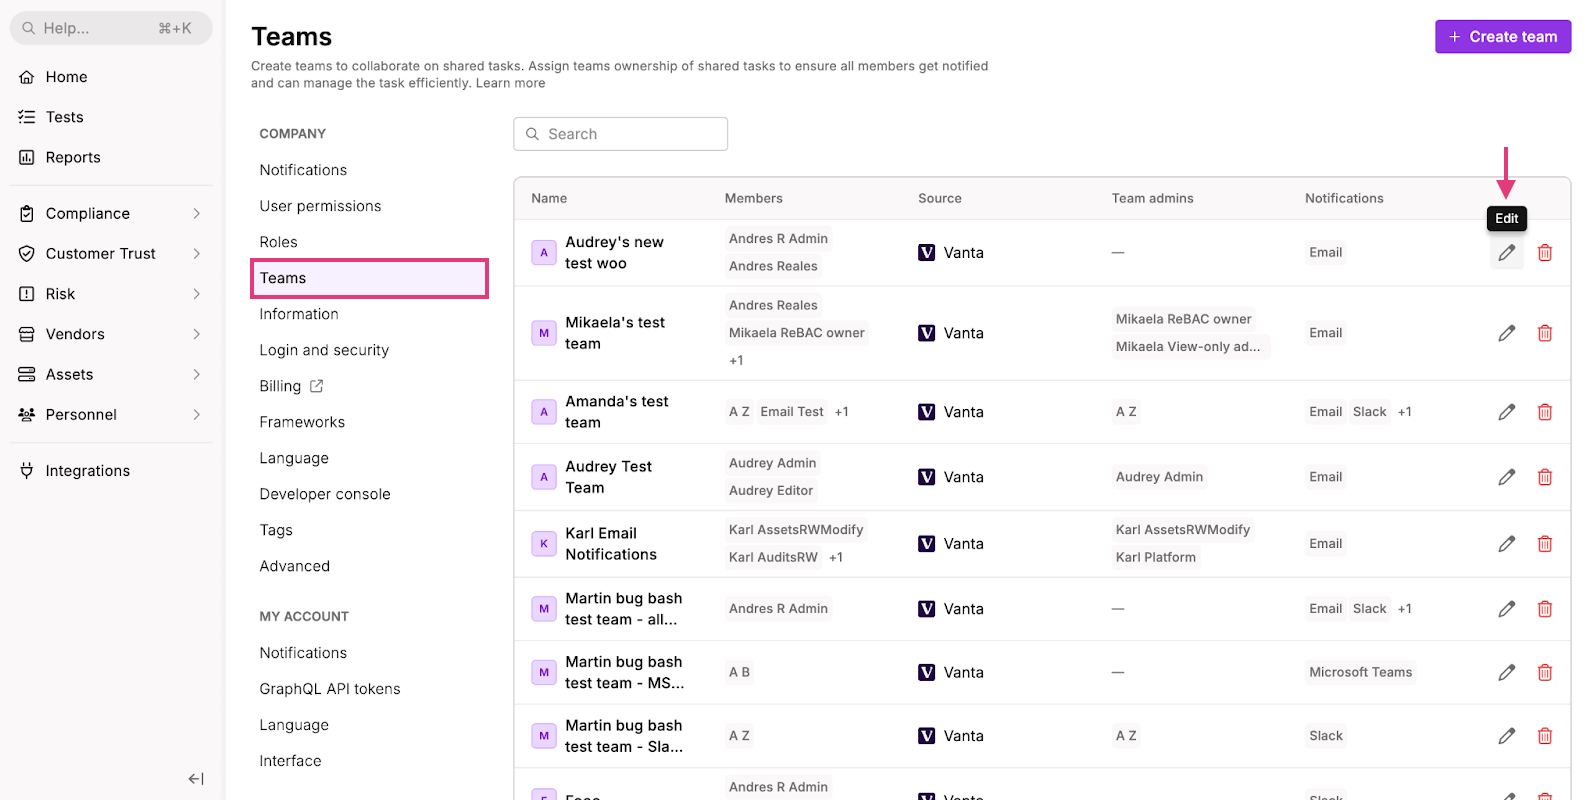 Help...
⌘+K
Home
Tests
Reports
Compliance
Customer Trust
Risk
Vendors
Assets
Personnel
Integrations
Teams
Create teams to collaborate on shared tasks. Assign teams ownership of shared tasks to ensure all members get notified
and can manage the task efficiently. Learn more
+ Create team
COMPANY
Notifications
User permissions
Roles
Teams
Information
Login and security
Billing
Frameworks
Language
Developer console
Tags
Advanced
MY ACCOUNT
Notifications
GraphQL API tokens
Language
Interface
Search
Name Members Source Team admins Notifications
Edit
A
Audrey's new
test woo
Andres R Admin
Andres Reales
Vanta
—
Email
M
Mikaela's test
team
Andres Reales
Mikaela ReBAC owner
+1
Vanta
Mikaela ReBAC owner
Mikaela View-only ad...
Email
A
Amanda's test
team
A Z Email Test +1
Vanta
A Z
Email Slack +1
A
Audrey Test
Team
Audrey Admin
Audrey Editor
Vanta
Audrey Admin
Email
K
Karl Email
Notifications
Karl AssetsRWModify
Karl AuditsRW +1
Vanta
Karl AssetsRWModify
Karl Platform
Email
M
Martin bug bash
test team - all...
Andres R Admin
Vanta
—
Email Slack +1
M
Martin bug bash
test team - MS...
A B
Vanta
—
Microsoft Teams
M
Martin bug bash
test team - Sla...
A Z
Vanta
A Z
Slack
Andres R Admin
Vanta
Slack